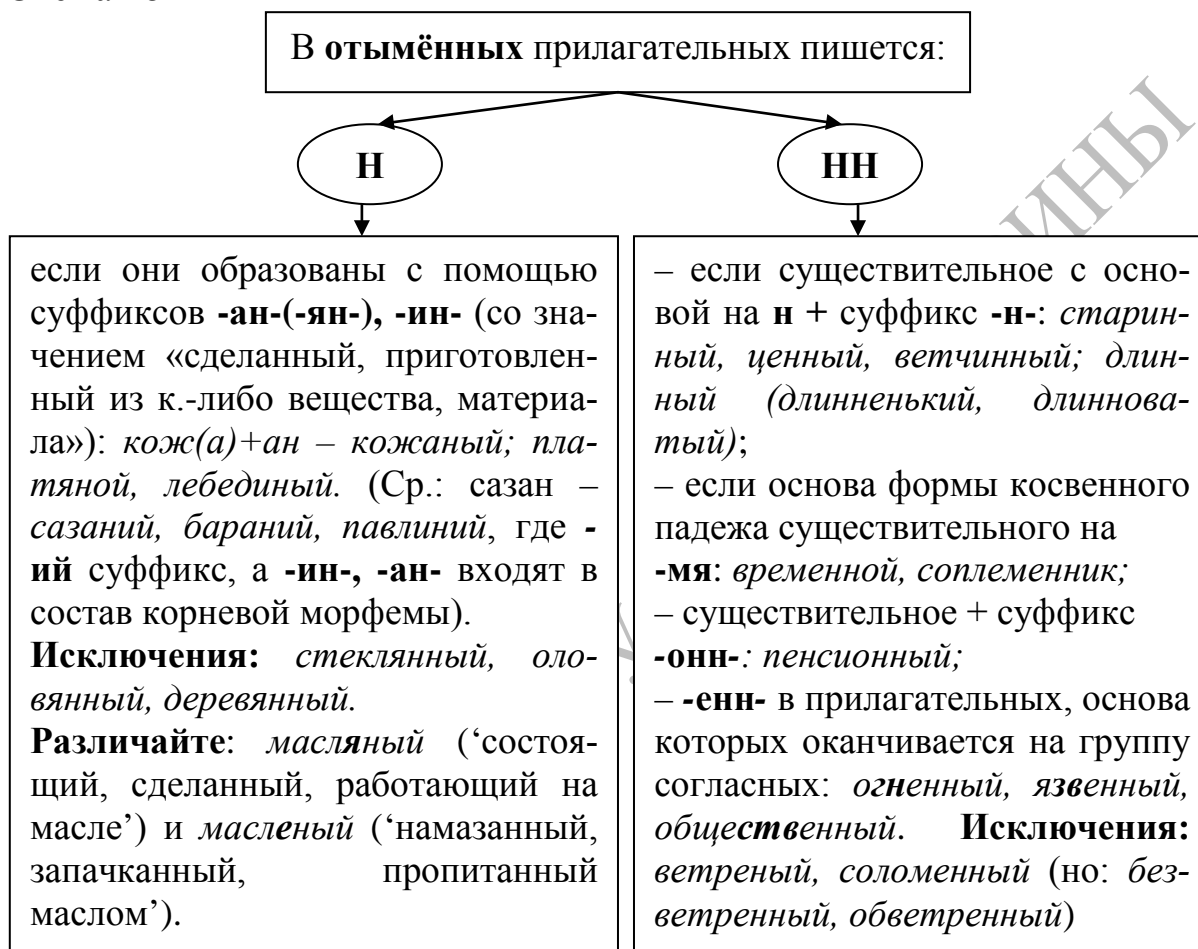 В отымённых прилагательных пишется:
Н
НН
если они образованы с помощью
суффиксов -ан-(-ян-), -ин- (со зна-
чением «сделанный, приготовлен-
ный из к.-либо вещества, материа-
ла»): кож(а)+ан – кожаный; пла-
тяной, лебединый. (Ср.: сазан –
сазаний, бараний, павлиний, где -
ий суффикс, а -ин-, -ан- входят в
состав корневой морфемы).
Исключения: стеклянный, оло-
вянный, деревянный.
Различайте: масляный (‘состоя-
щий, сделанный, работающий на
масле’) и масленый (‘намазанный,
запачканный, пропитанный
маслом’).
– если существительное с осно-
вой на н + суффикс -н-: старин-
ный, ценный, ветчинный; длин-
ный (длинненький, длиннова-
тый);
– если основа формы косвенного
падежа существительного на
-мя: временной, соплеменник;
– существительное + суффикс
-онн-: пенсионный;
– -енн- в прилагательных, основа
которых оканчивается на группу
согласных: огненный, язвенный,
общественный. Исключения:
ветреный, соломенный (но: без-
ветренный, обветренный)